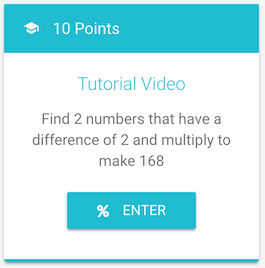 10 Points
Tutorial Video
Find 2 numbers that have a
difference of 2 and multiply to
make 168
% ENTER